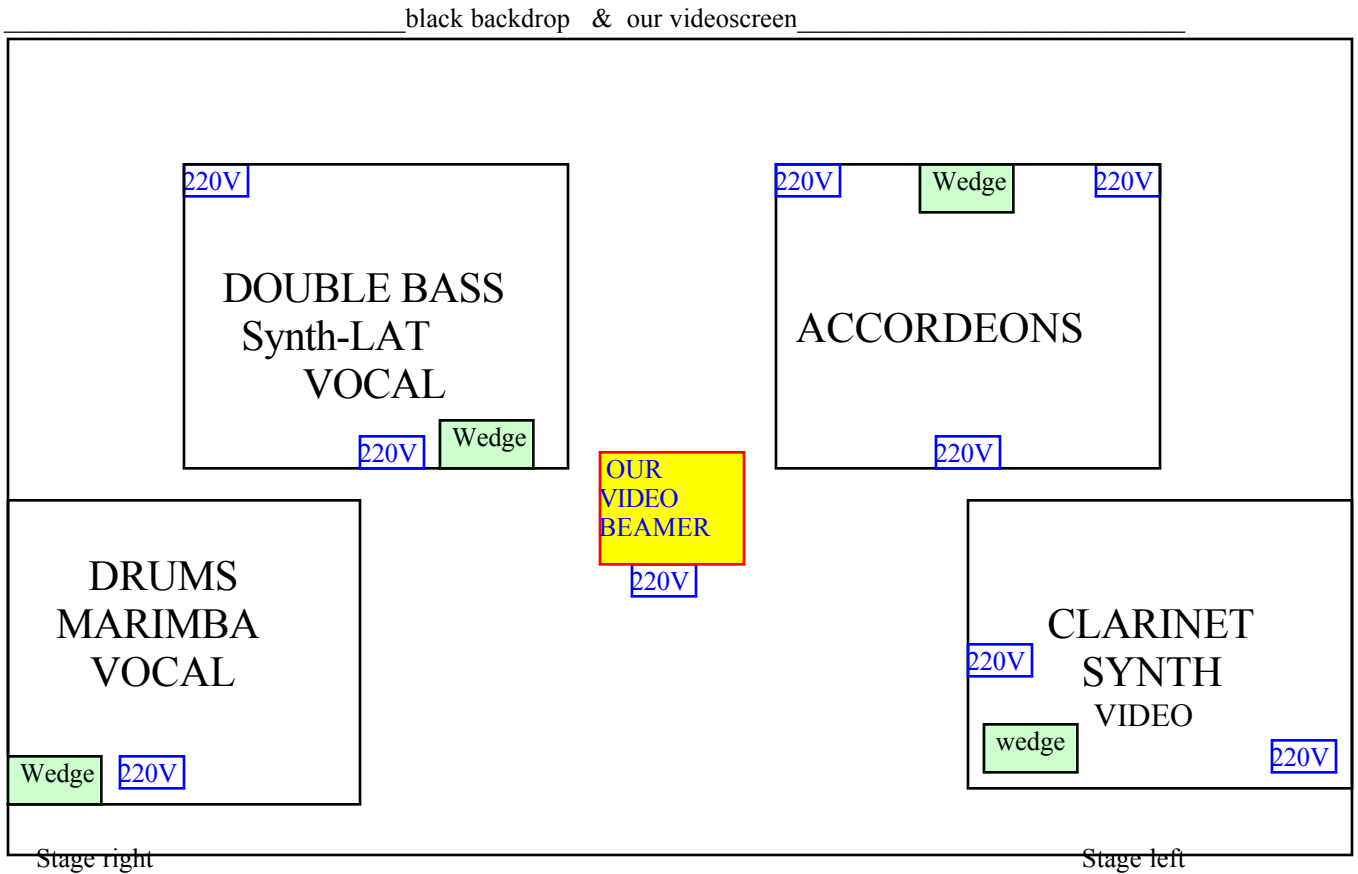 black backdrop & our videoscreen
220V
220V
Wedge
220V
DOUBLE BASS
Synth-LAT
VOCAL
ACCORDEONS
220V
Wedge
220V
OUR
VIDEO
BEAMER
220V
DRUMS
MARIMBA
VOCAL
Wedge
220V
CLARINET
220V
SYNTH
VIDEO
wedge
220V
Stage right
Stage left